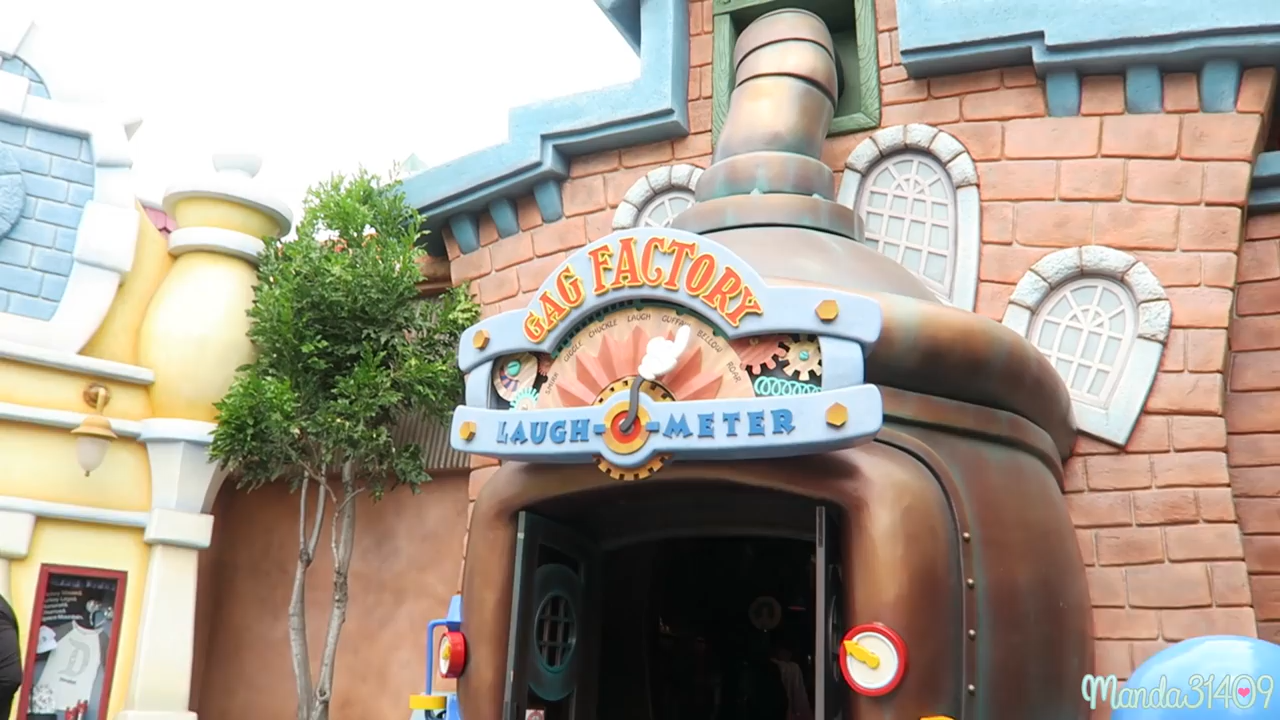 GAG FACTORY
GIGGLE CHUCKLE LAUGH GUFFAW BELLOW ROAR
LAUGH-O-METER
D
Manda31409